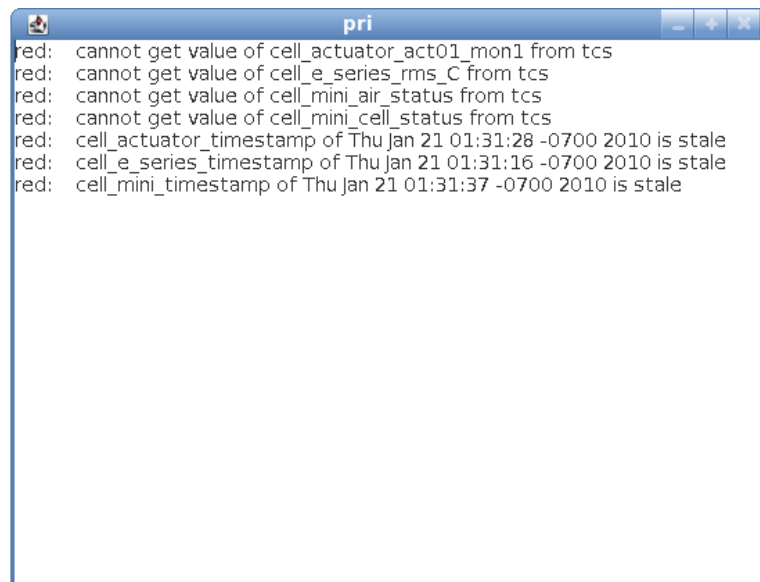 pri
red: cannot get value of cell_actuator_act01_mon1 from tcs
red: cannot get value of cell_e_series_rms_C from tcs
red: cannot get value of cell_mini_air_status from tcs
red: cannot get value of cell_mini_cell_status from tcs
red: cell_actuator_timestamp of Thu Jan 21 01:31:28 -0700 2010 is stale
red: cell_e_series_timestamp of Thu Jan 21 01:31:16 -0700 2010 is stale
red: cell_mini_timestamp of Thu Jan 21 01:31:37 -0700 2010 is stale